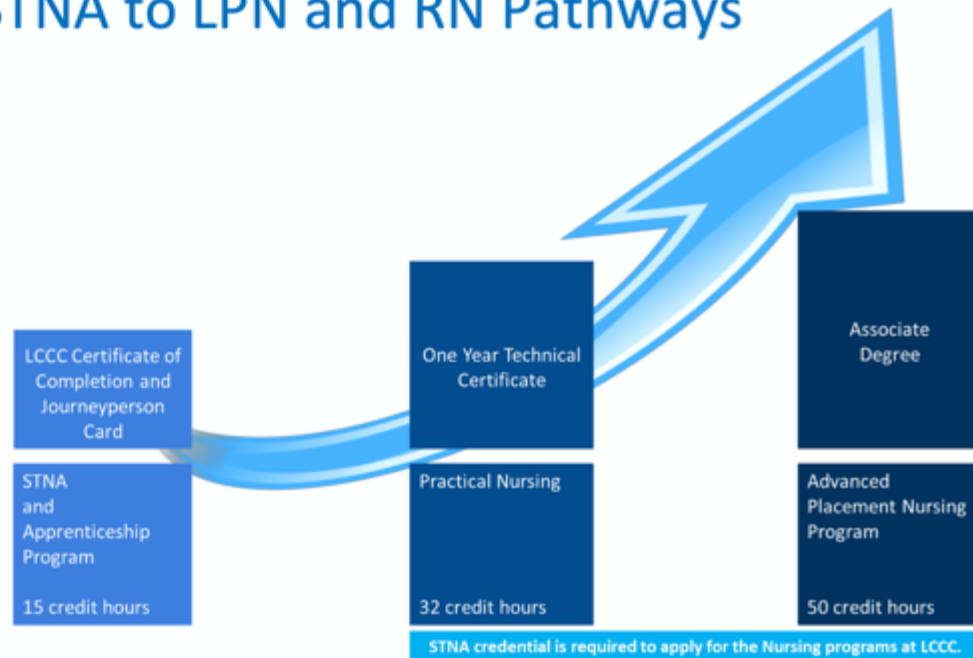 STNA to LPN and RN Pathways
LCCC Certificate of
Completion and
Journeyperson
Card
One Year Technical
Certificate
Associate
Degree
STNA
and
Apprenticeship
Program
15 credit hours
Practical Nursing
32 credit hours
Advanced
Placement Nursing
Program
50 credit hours
STNA credential is required to apply for the Nursing programs at LCCC.